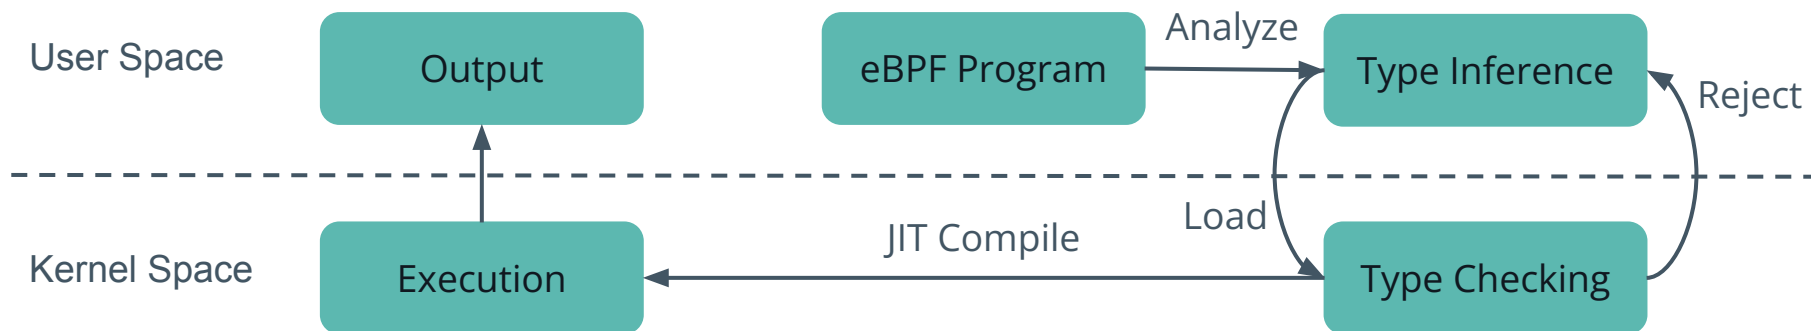 User Space
Output
eBPF Program
Analyze
Type Inference
Reject
Kernel Space
Execution
JIT Compile
Load
Type Checking